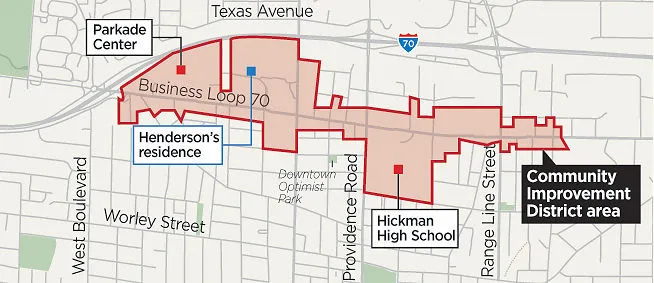 Texas Avenue
Parkade
Center
70
Business Loop 70
Henderson's
residence
Downtown
Optimist
Park
West Boulevard
Worley Street
Providence Road
Hickman
High School
Range Line Street
Community
Improvement
District area